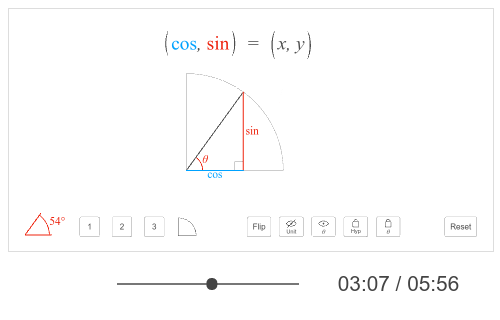 (cos, sin) = (x, y)
sin
θ
cos
54°
1 2 3 Flip Unit θ Hyp θ Reset
03:07 / 05:56